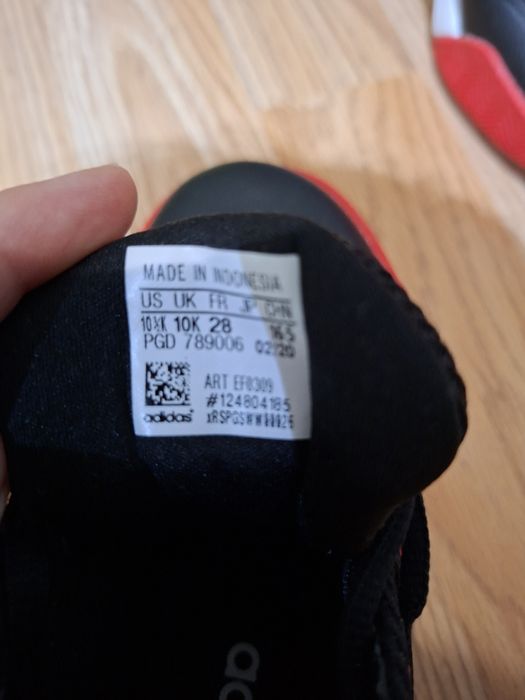 MADE IN INDONESIA
US UK FR JP CHN
10½K 10K 28 165
PGD 789006 02/20
ART EF0309
#124804185
adidas
ad